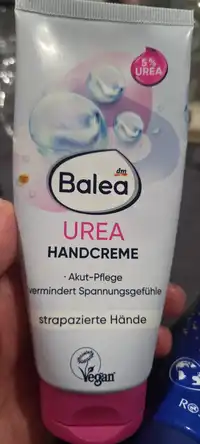 5%
UREA
dm
Balea
UREA
HANDCREME
· Akut-Pflege
vermindert Spannungsgefühle
strapazierte Hände
Vegan